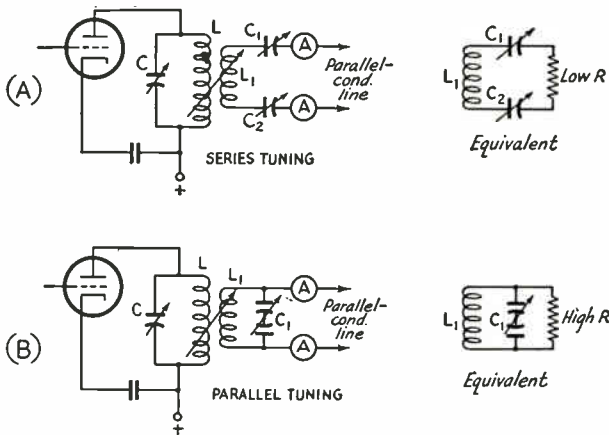 (A)
C
L
L₁
C₁
A
Parallel-
cond.
line
C₂
A
SERIES TUNING
+
C₁
L₁
Low R
C₂
Equivalent
(B)
C
L
L₁
A
C₁
Parallel-
cond.
line
A
PARALLEL TUNING
+
L₁
C₁
High R
Equivalent